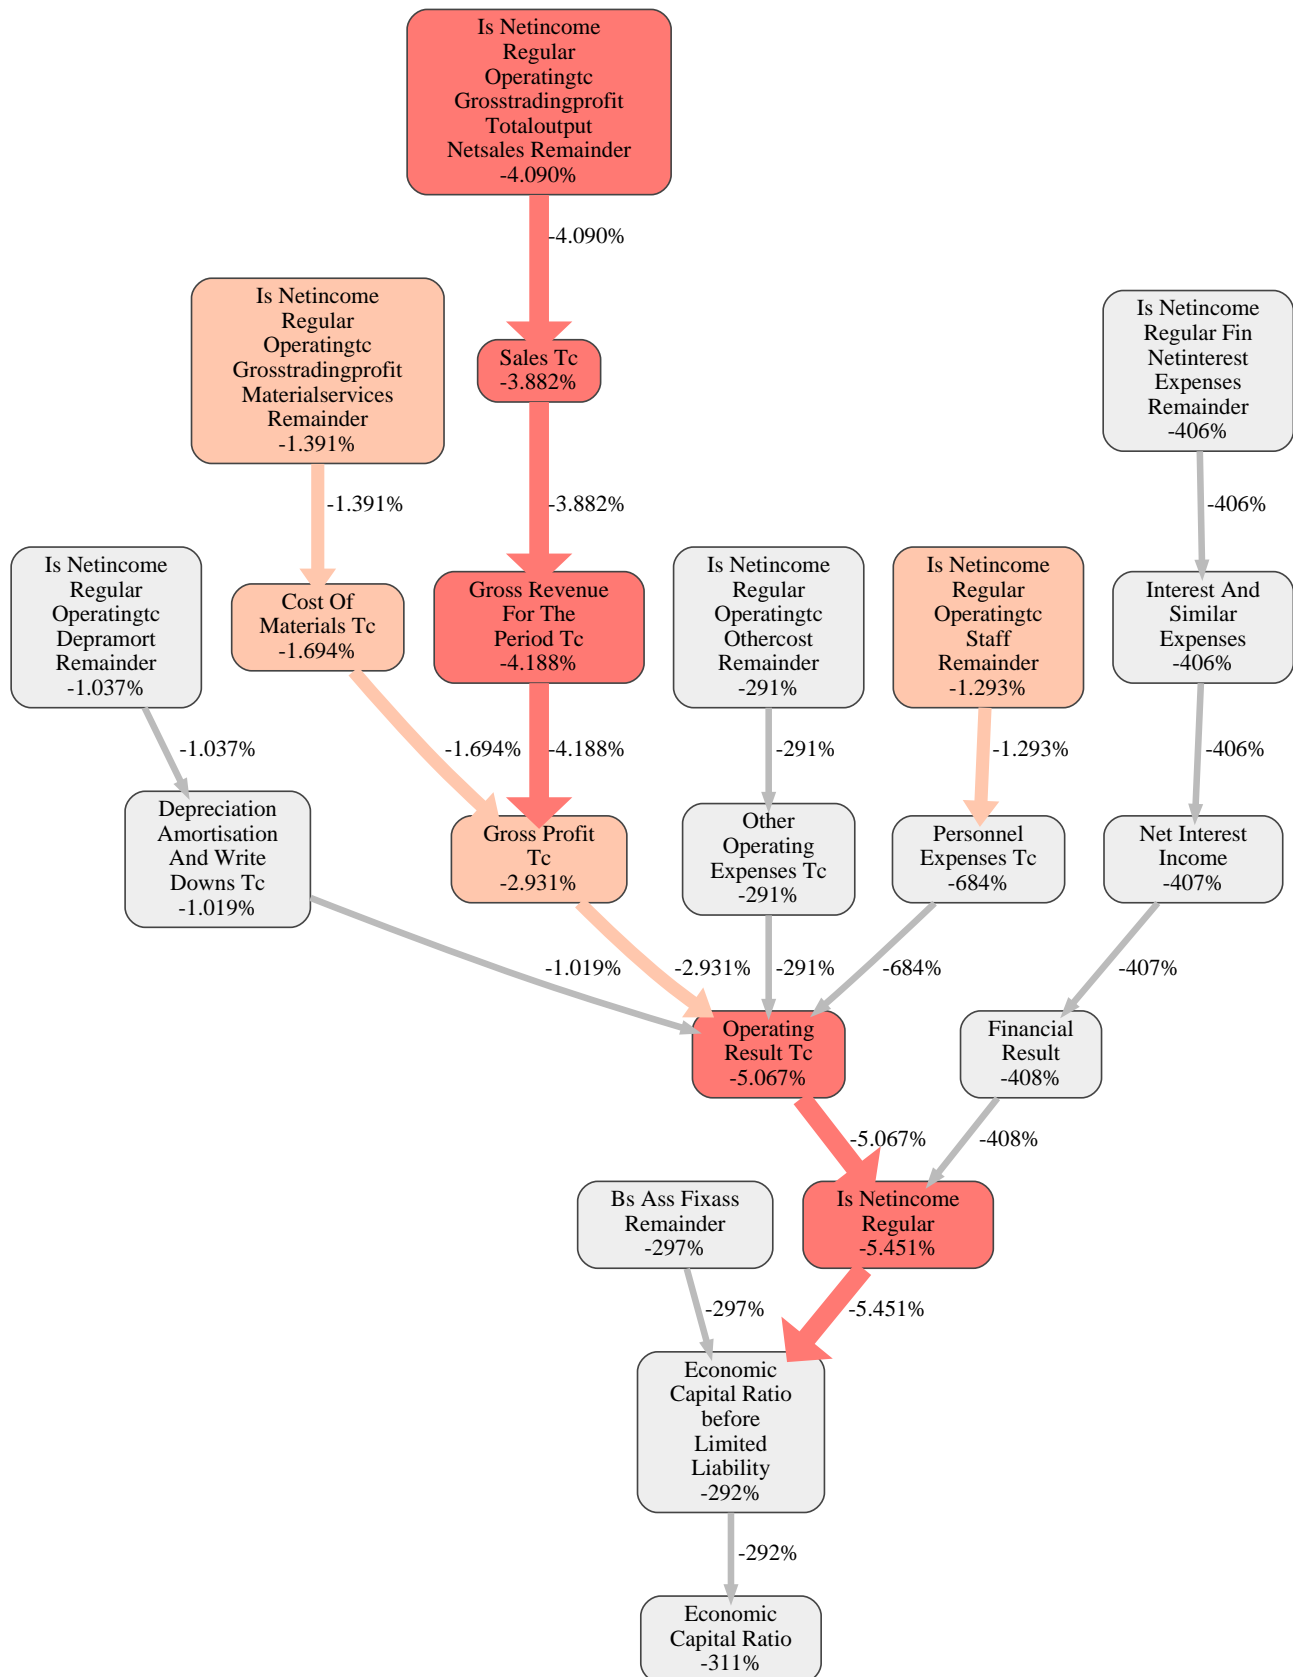 Is Netincome
Regular
Operatingtc
Grosstradingprofit
Totaloutput
Netsales Remainder
-4.090%
-4.090%
Is Netincome
Regular
Operatingtc
Grosstradingprofit
Materialservices
Remainder
-1.391%
Is Netincome
Regular Fin
Netinterest
Expenses
Remainder
-406%
Sales Tc
-3.882%
-1.391%
-3.882%
-406%
Is Netincome
Regular
Operatingtc
Depramort
Remainder
-1.037%
Cost Of
Materials Tc
-1.694%
Gross Revenue
For The
Period Tc
-4.188%
Is Netincome
Regular
Operatingtc
Othercost
Remainder
-291%
Is Netincome
Regular
Operatingtc
Staff
Remainder
-1.293%
Interest And
Similar
Expenses
-406%
-1.037%
-1.694%
-4.188%
-291%
-1.293%
-406%
Depreciation
Amortisation
And Write
Downs Tc
-1.019%
Gross Profit
Tc
-2.931%
Other
Operating
Expenses Tc
-291%
Personnel
Expenses Tc
-684%
Net Interest
Income
-407%
-1.019%
-2.931%
-291%
-684%
-407%
Operating
Result Tc
-5.067%
Financial
Result
-408%
-5.067%
-408%
Bs Ass Fixass
Remainder
-297%
Is Netincome
Regular
-5.451%
-297%
-5.451%
Economic
Capital Ratio
before
Limited
Liability
-292%
-292%
Economic
Capital Ratio
-311%